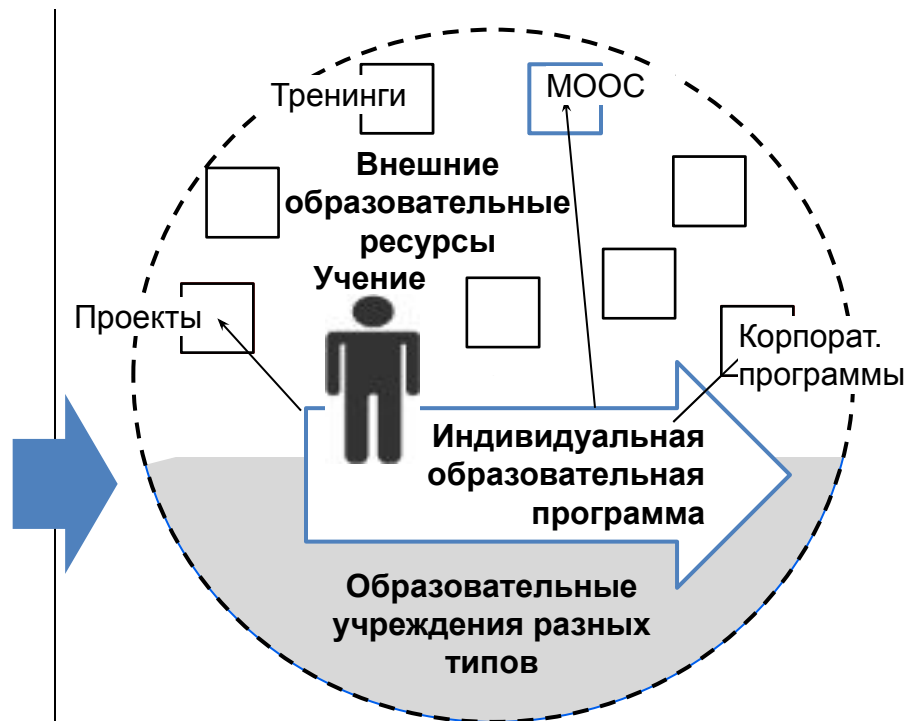 Тренинги
МООС
Внешние
образовательные
ресурсы
Учение
Проекты
Корпорат.
программы
Индивидуальная
образовательная
программа
Образовательные
учреждения разных
типов